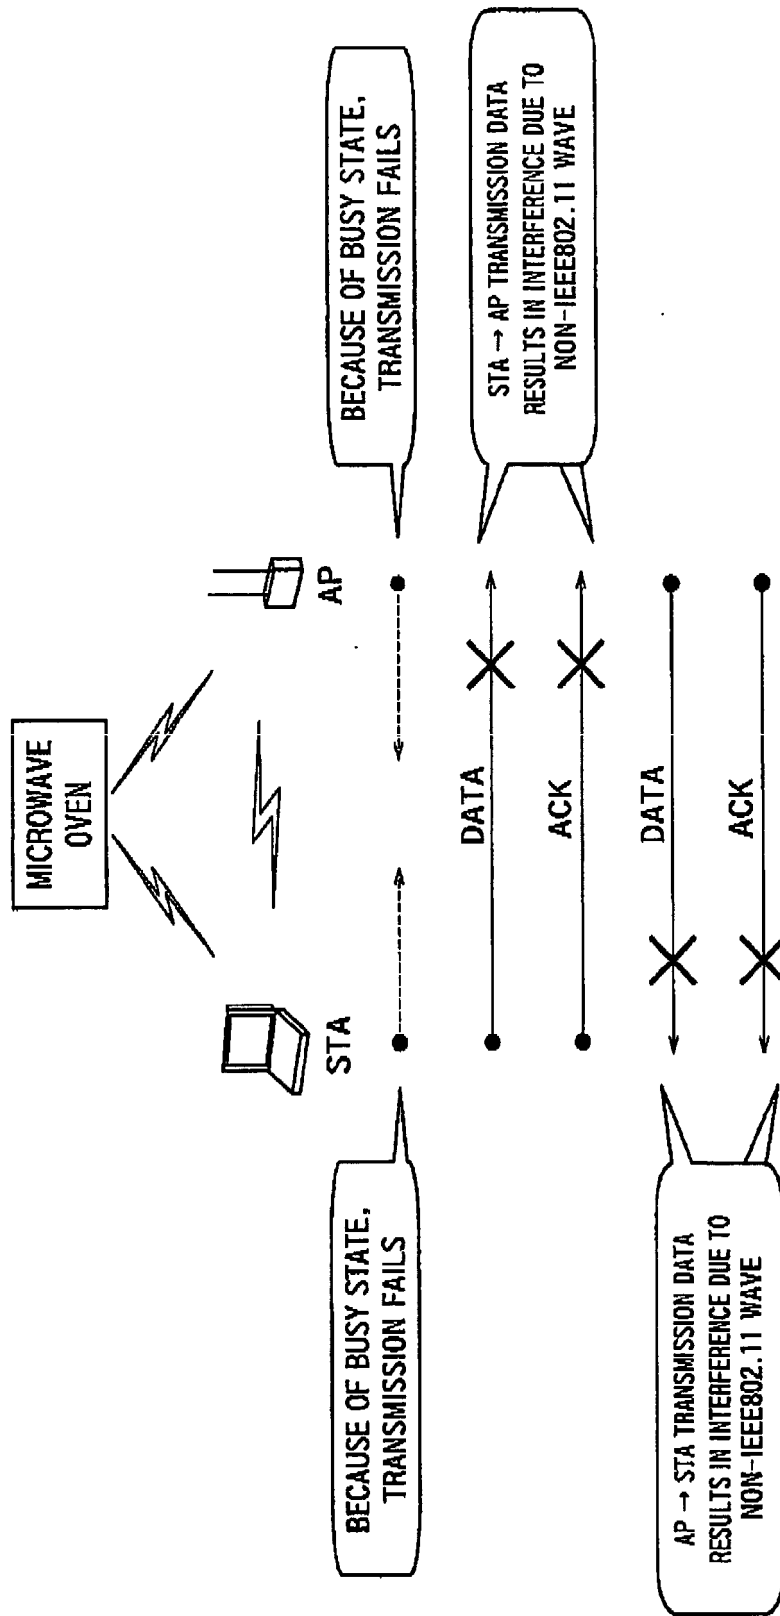 MICROWAVE
OVEN
STA
AP
BECAUSE OF BUSY STATE,
TRANSMISSION FAILS
BECAUSE OF BUSY STATE,
TRANSMISSION FAILS
DATA
STA → AP TRANSMISSION DATA
RESULTS IN INTERFERENCE DUE TO
NON-IEEE802.11 WAVE
ACK
DATA
AP → STA TRANSMISSION DATA
RESULTS IN INTERFERENCE DUE TO
NON-IEEE802.11 WAVE
ACK